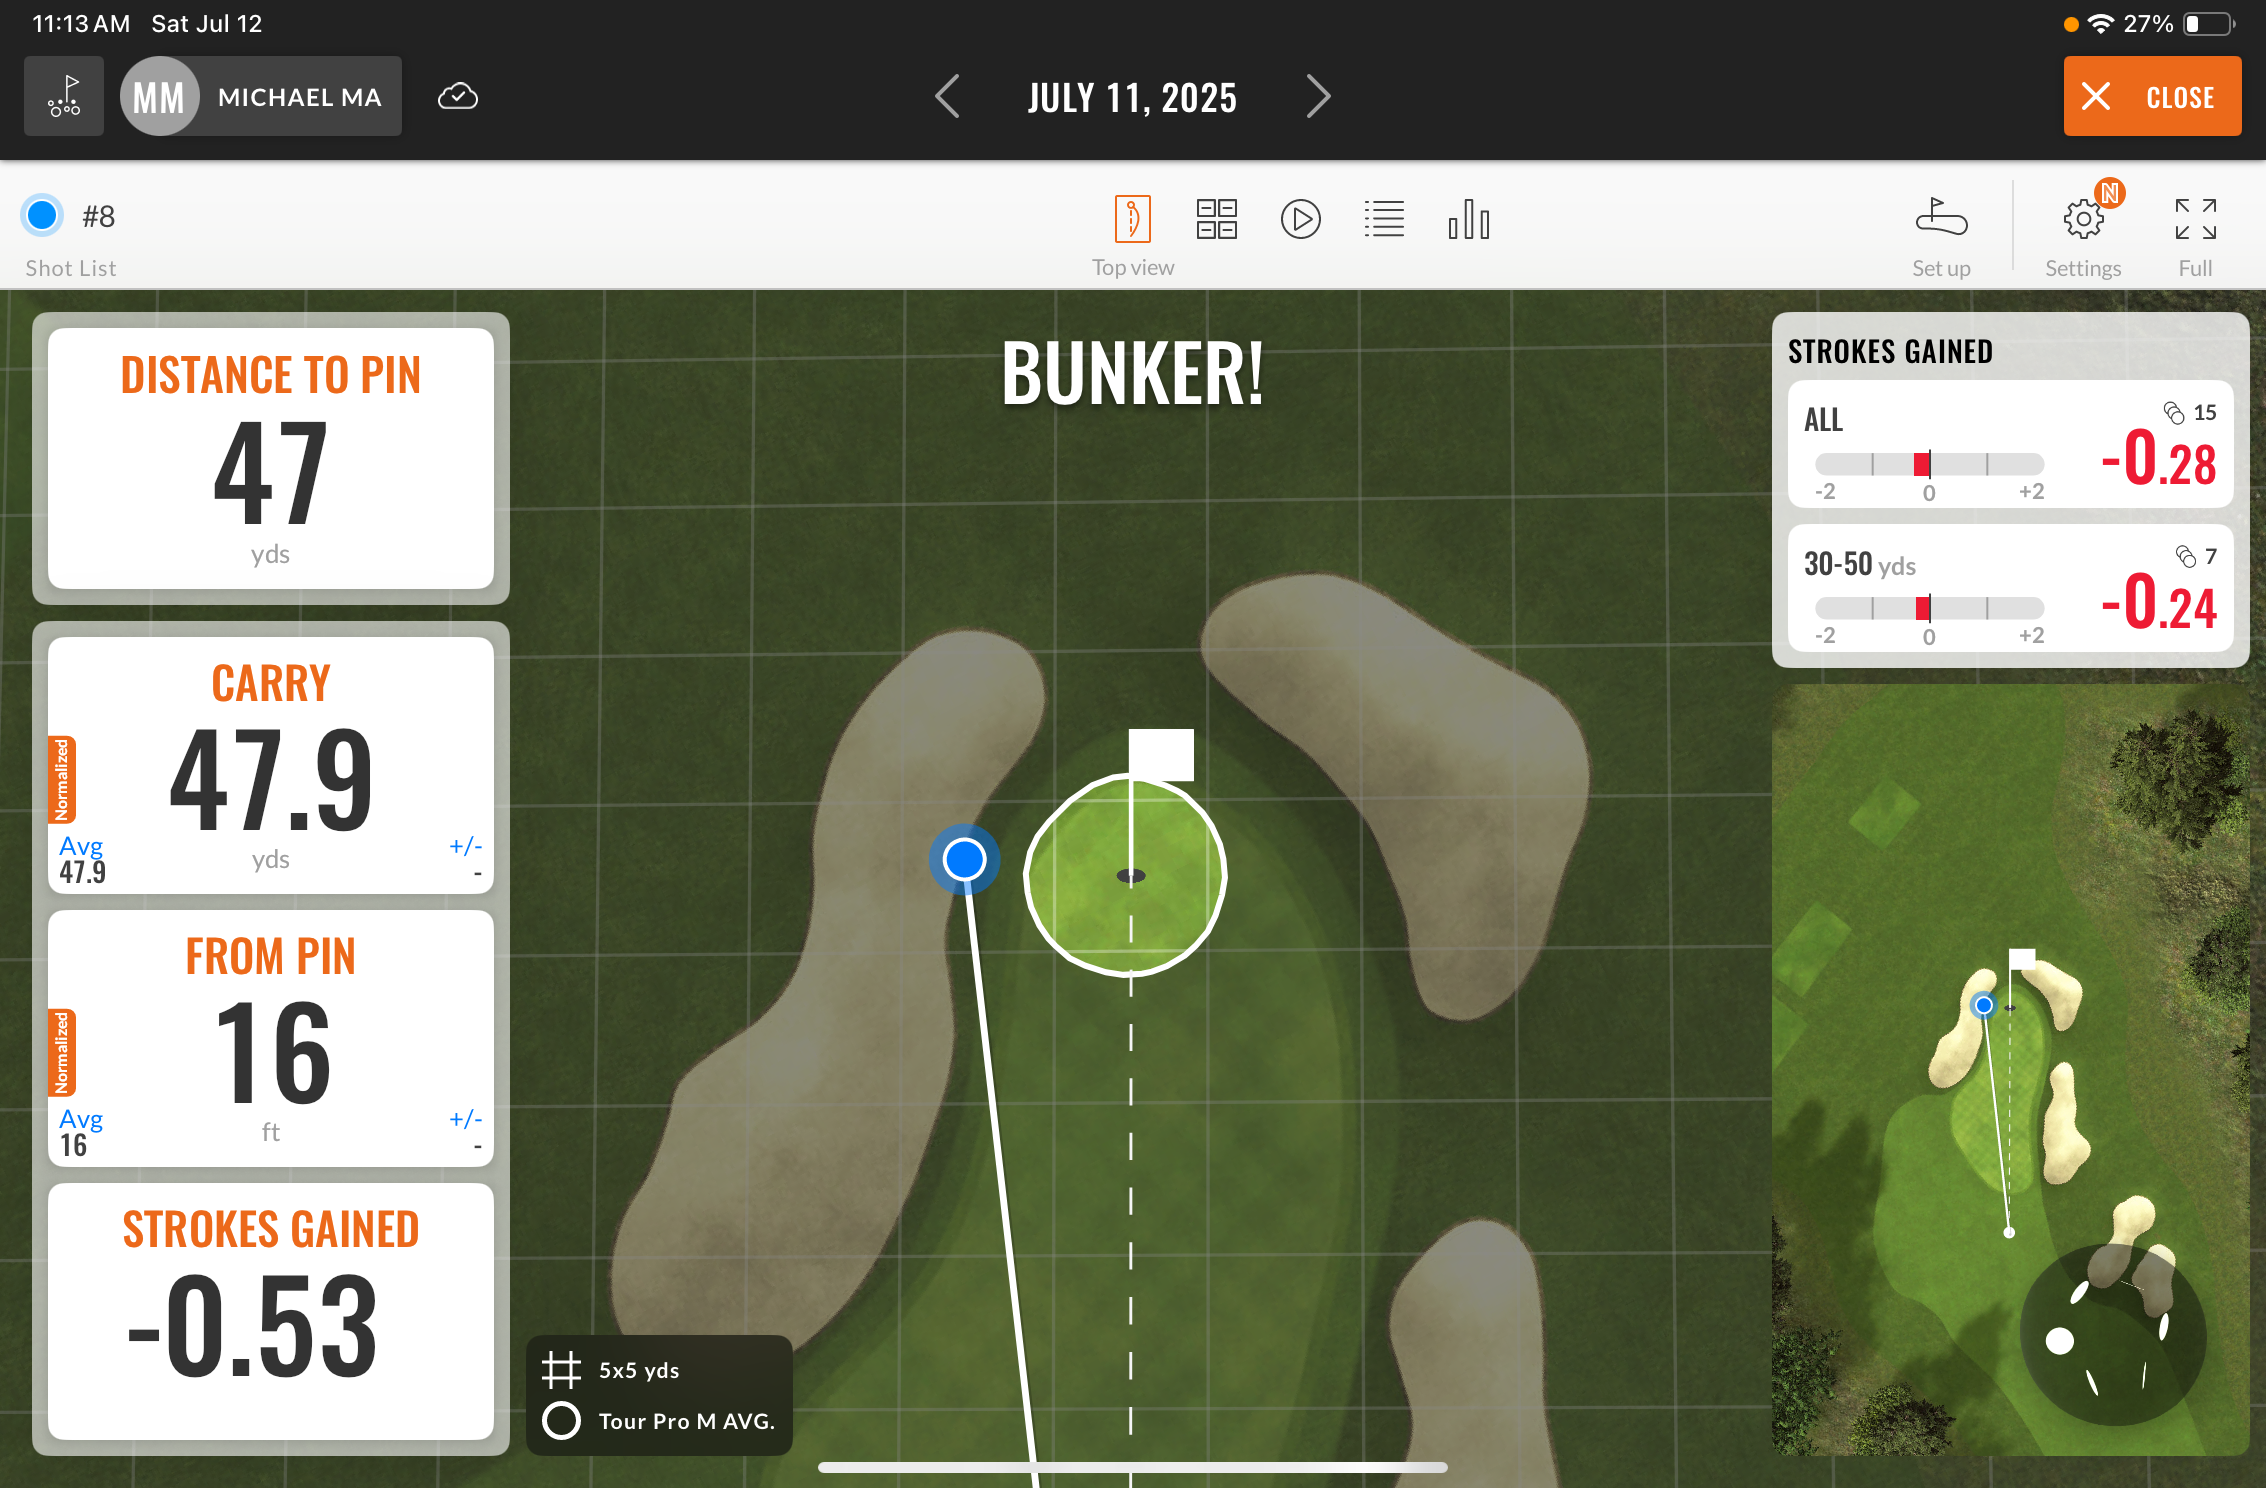 11:13 AM Sat Jul 12
27%
MM MICHAEL MA
JULY 11, 2025
CLOSE
#8
Shot List
Top view
Set up
N
Settings
Full
BUNKER!
DISTANCE TO PIN
47
yds
CARRY
Normalized
47.9
yds
Avg
47.9
+/-
-
FROM PIN
Normalized
16
ft
Avg
16
+/-
-
STROKES GAINED
-0.53
5x5 yds
Tour Pro M AVG.
STROKES GAINED
ALL
15
-0.28
-2 0 +2
30-50 yds
7
-0.24
-2 0 +2